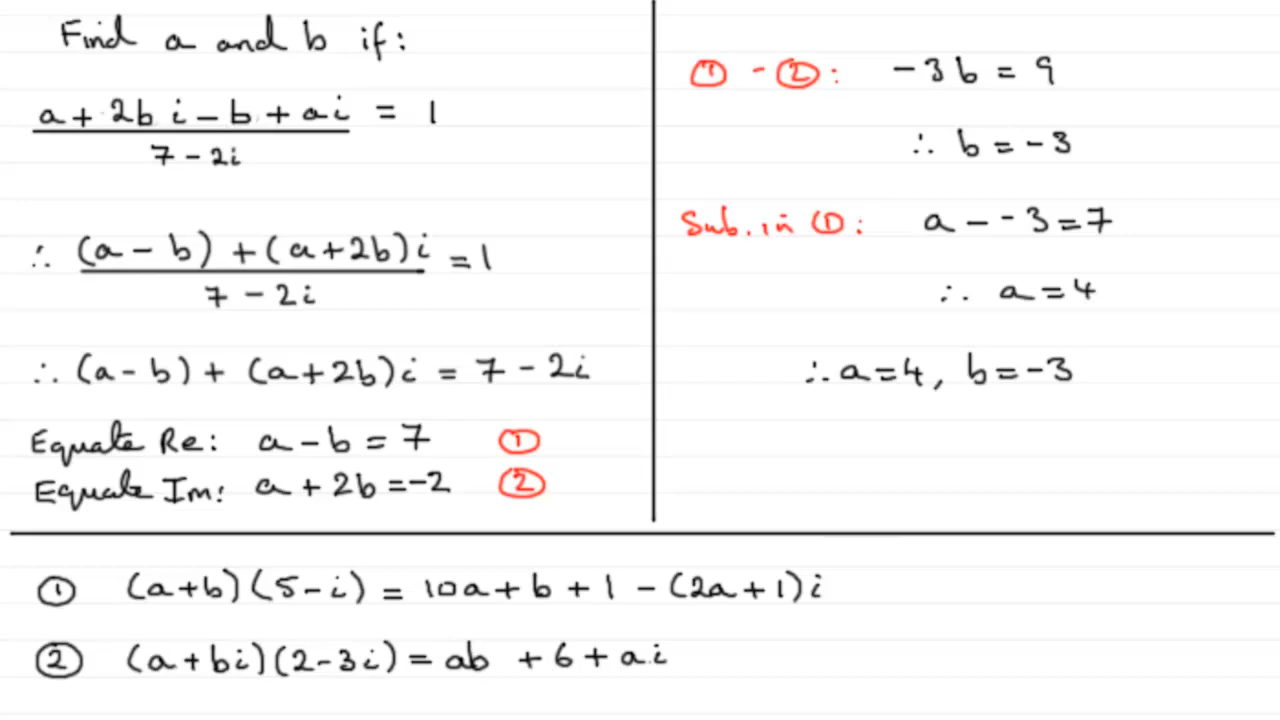 Find a and b if:
a + 2b i - b + a i = 1
7 - 2i
∴ (a - b) + (a + 2b) i = 1
7 - 2i
∴ (a - b) + (a + 2b) i = 7 - 2i
Equate Re: a - b = 7 ①
Equate Im: a + 2b = -2 ②
① - ②: -3b = 9
∴ b = -3
Sub. in ①: a - -3 = 7
∴ a = 4
∴ a = 4, b = -3
① (a + b)(5 - i) = 10a + b + 1 - (2a + 1) i
② (a + bi)(2 - 3i) = ab + 6 + a i